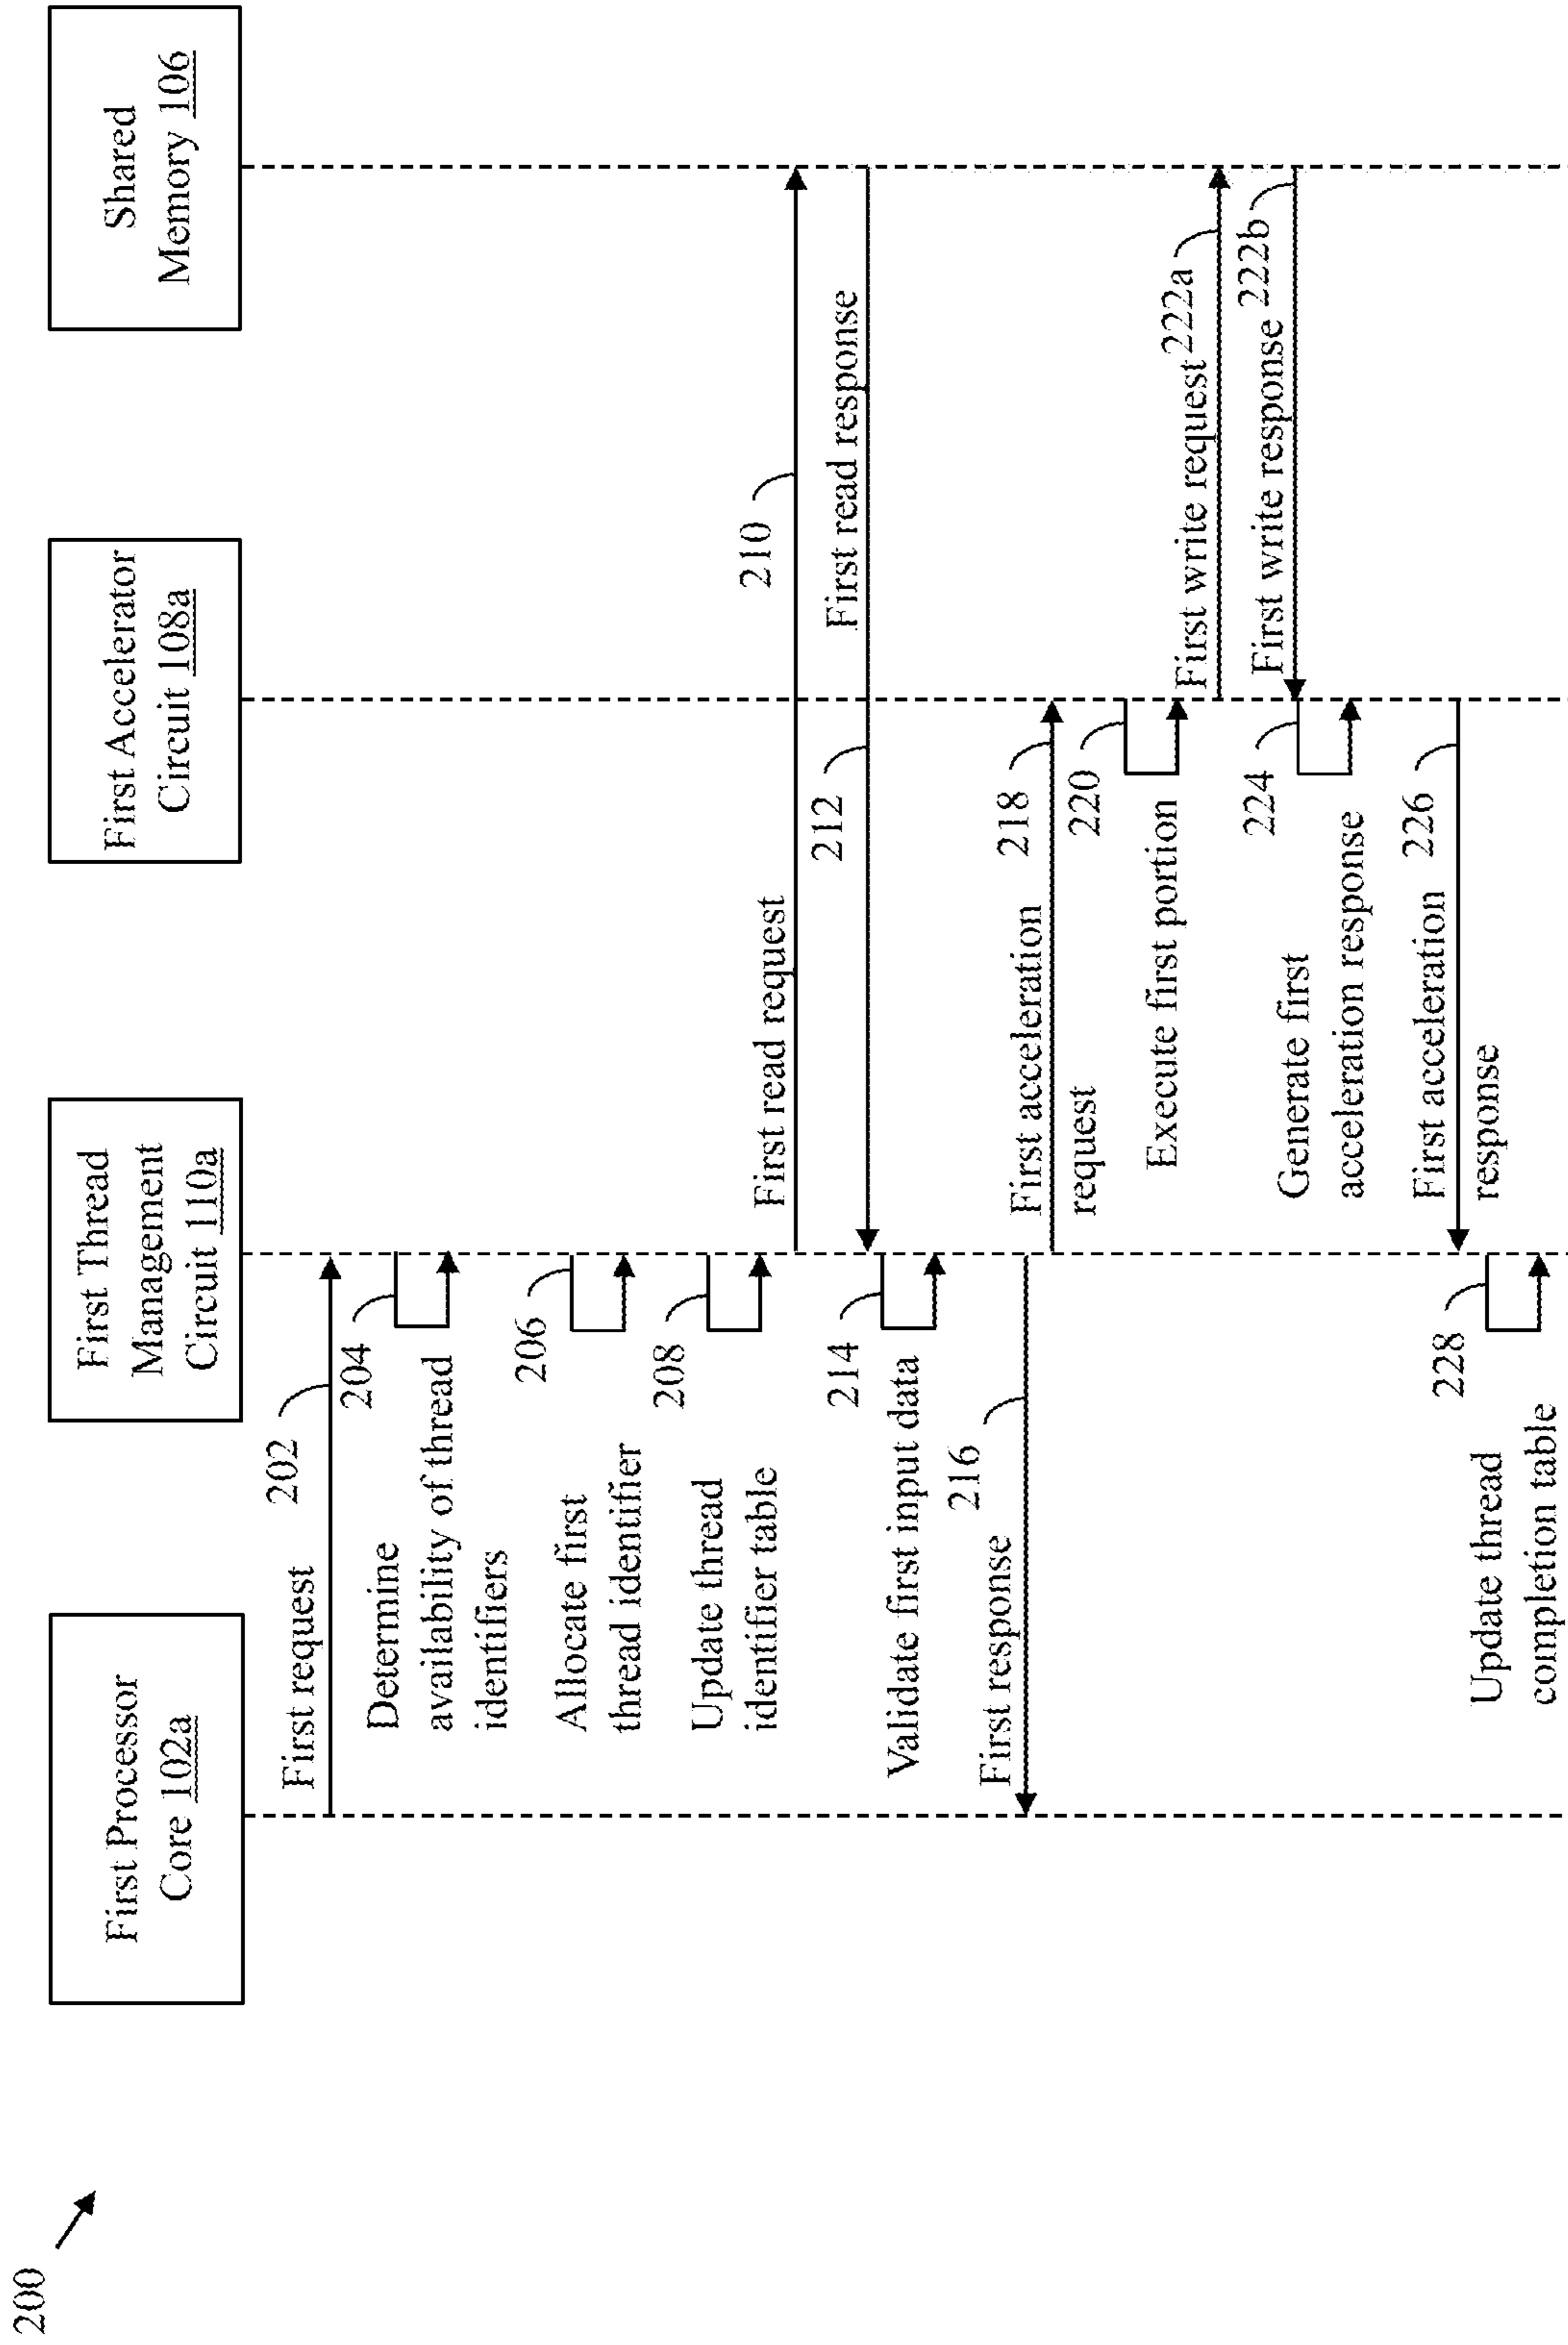 200
First Processor
Core 102a
First Thread
Management
Circuit 110a
First Accelerator
Circuit 108a
Shared
Memory 106
First request
202
204
Determine
availability of thread
identifiers
206
Allocate first
thread identifier
208
Update thread
identifier table
First read request
210
212
First read response
214
Validate first input data
216
First response
First acceleration
request
218
220
Execute first portion
First write request
222a
First write response
222b
224
Generate first
acceleration response
First acceleration
response
226
228
Update thread
completion table